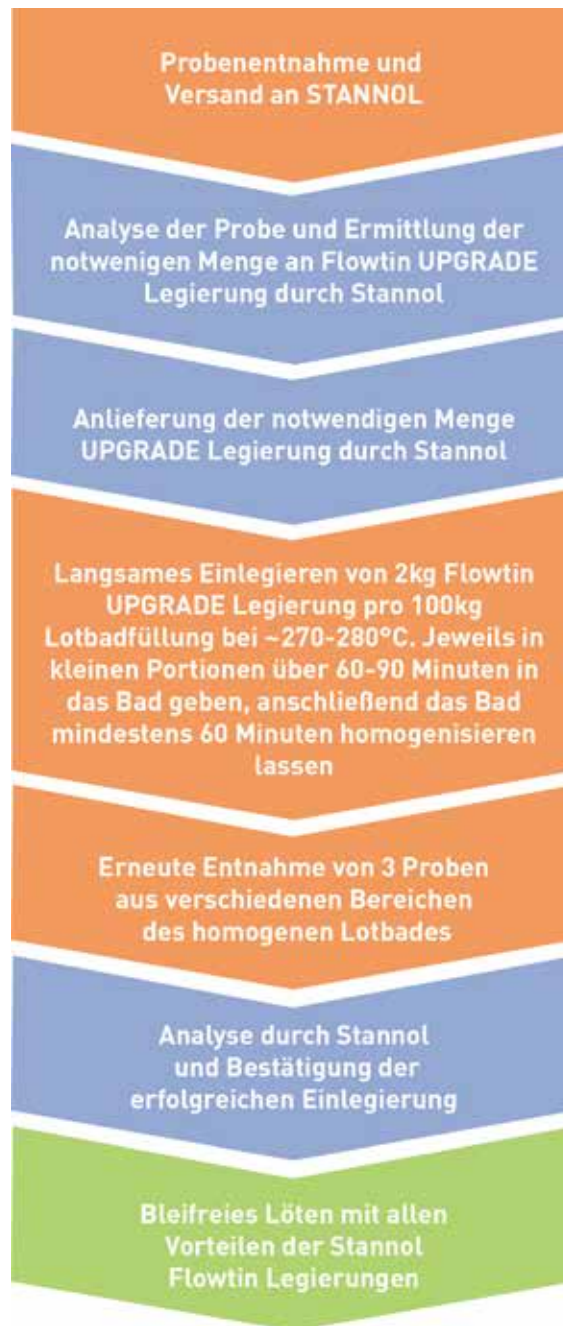 Probenentnahme und
Versand an STANNOL
Analyse der Probe und Ermittlung der
notwenigen Menge an Flowtin UPGRADE
Legierung durch Stannol
Anlieferung der notwendigen Menge
UPGRADE Legierung durch Stannol
Langsames Einlegieren von 2kg Flowtin
UPGRADE Legierung pro 100kg
Lotbadfüllung bei ~270-280°C. Jeweils in
kleinen Portionen über 60-90 Minuten in
das Bad geben, anschließend das Bad
mindestens 60 Minuten homogenisieren
lassen
Erneute Entnahme von 3 Proben
aus verschiedenen Bereichen
des homogenen Lotbades
Analyse durch Stannol
und Bestätigung der
erfolgreichen Einlegierung
Bleifreies Löten mit allen
Vorteilen der Stannol
Flowtin Legierungen